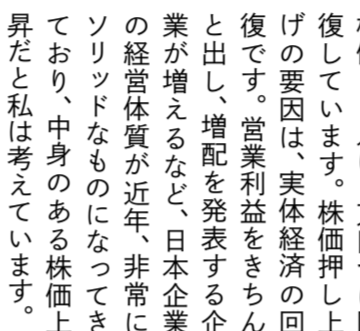 復しています。株価押し上
げの要因は、実体経済の回
復です。営業利益をきちん
と出し、増配を発表する企
業が増えるなど、日本企業
の経営体質が近年、非常に
ソリッドなものになってき
ており、中身のある株価上
昇だと私は考えています。